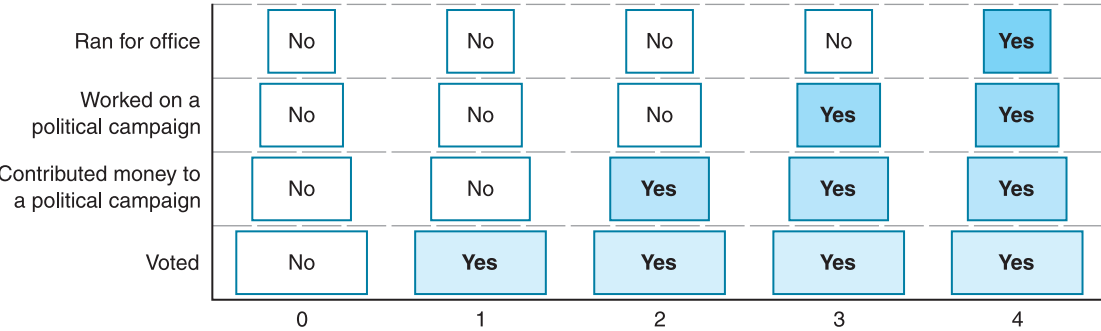 Ran for office No No No No Yes
Worked on a
political campaign No No No Yes Yes
Contributed money to
a political campaign No No Yes Yes Yes
Voted No Yes Yes Yes Yes
0 1 2 3 4